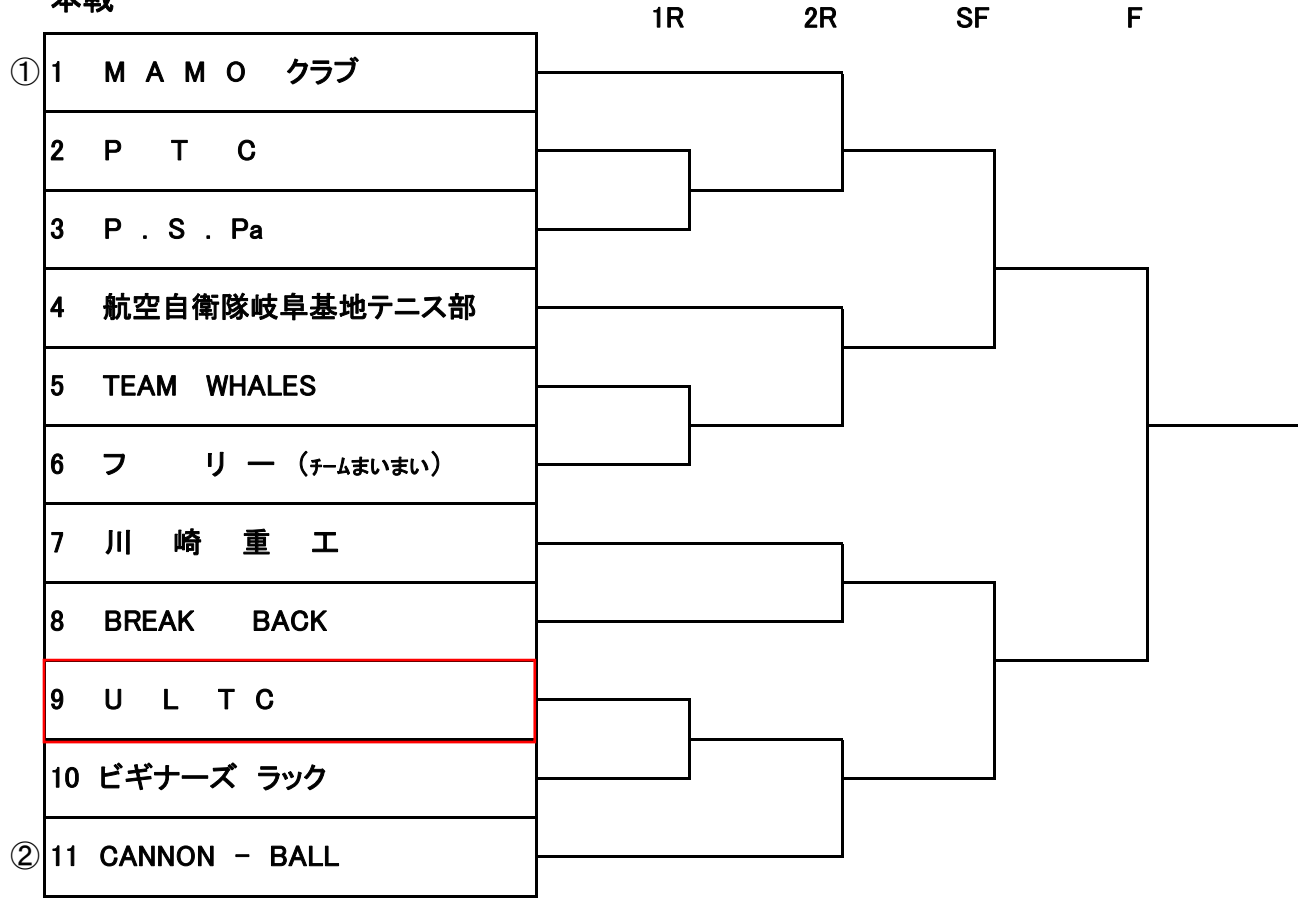 本戦
1R 2R SF F
① 1 M A M O クラブ
2 P T C
3 P . S . Pa
4 航空自衛隊岐阜基地テニス部
5 TEAM WHALES
6 フ リ ー (ﾁｰﾑまいまい)
7 川 崎 重 工
8 BREAK BACK
9 U L T C
10 ビギナーズ ラック
② 11 CANNON - BALL